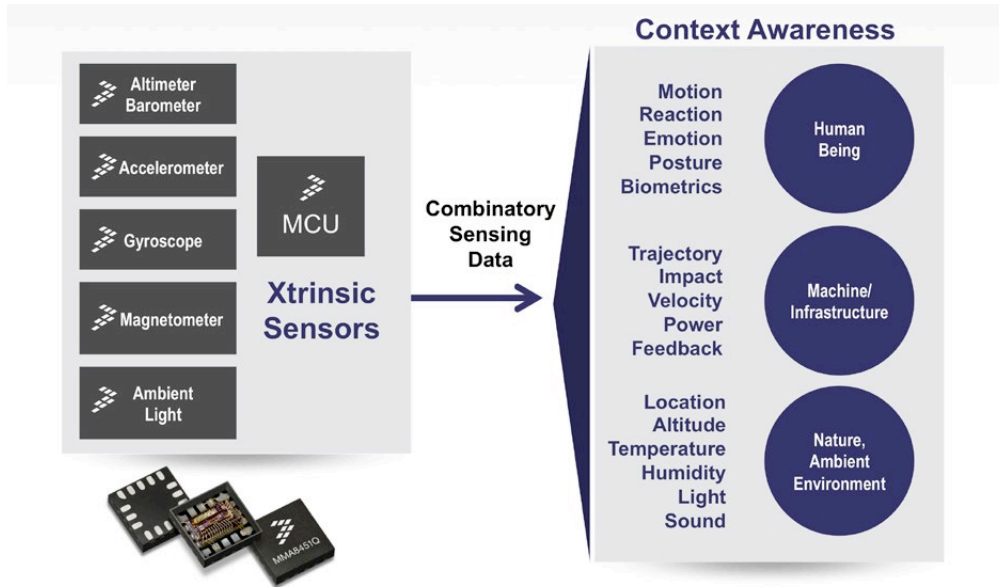 Context Awareness
Altimeter
Barometer
Accelerometer
Gyroscope
Magnetometer
Ambient
Light
MCU
Xtrinsic
Sensors
MMA8451Q
Combinatory
Sensing
Data
Motion
Reaction
Emotion
Posture
Biometrics
Human
Being
Trajectory
Impact
Velocity
Power
Feedback
Machine/
Infrastructure
Location
Altitude
Temperature
Humidity
Light
Sound
Nature,
Ambient
Environment